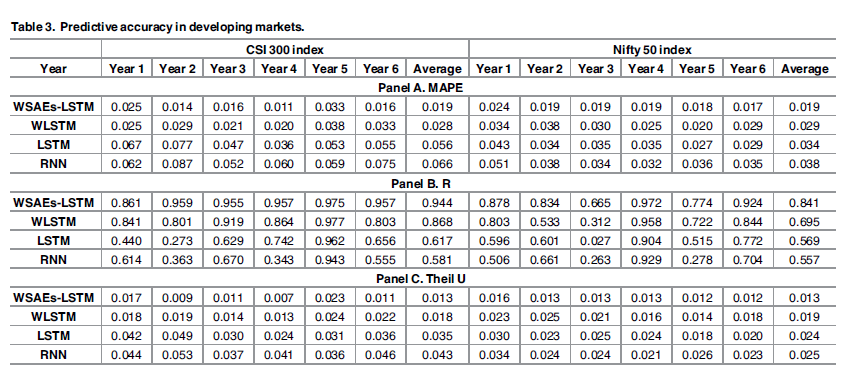 Table 3. Predictive accuracy in developing markets.
CSI 300 index Nifty 50 index
Year Year 1 Year 2 Year 3 Year 4 Year 5 Year 6 Average Year 1 Year 2 Year 3 Year 4 Year 5 Year 6 Average
Panel A. MAPE
WSAEs-LSTM 0.025 0.014 0.016 0.011 0.033 0.016 0.019 0.024 0.019 0.019 0.019 0.018 0.017 0.019
WLSTM 0.025 0.029 0.021 0.020 0.038 0.033 0.028 0.034 0.038 0.030 0.025 0.020 0.029 0.029
LSTM 0.067 0.077 0.047 0.036 0.053 0.055 0.056 0.043 0.034 0.035 0.035 0.027 0.029 0.034
RNN 0.062 0.087 0.052 0.060 0.059 0.075 0.066 0.051 0.038 0.034 0.032 0.036 0.035 0.038
Panel B. R
WSAEs-LSTM 0.861 0.959 0.955 0.957 0.975 0.957 0.944 0.878 0.834 0.665 0.972 0.774 0.924 0.841
WLSTM 0.841 0.801 0.919 0.864 0.977 0.803 0.868 0.803 0.533 0.312 0.958 0.722 0.844 0.695
LSTM 0.440 0.273 0.629 0.742 0.962 0.656 0.617 0.596 0.601 0.027 0.904 0.515 0.772 0.569
RNN 0.614 0.363 0.670 0.343 0.943 0.555 0.581 0.506 0.661 0.263 0.929 0.278 0.704 0.557
Panel C. Theil U
WSAEs-LSTM 0.017 0.009 0.011 0.007 0.023 0.011 0.013 0.016 0.013 0.013 0.013 0.012 0.012 0.013
WLSTM 0.018 0.019 0.014 0.013 0.024 0.022 0.018 0.023 0.025 0.021 0.016 0.014 0.018 0.019
LSTM 0.042 0.049 0.030 0.024 0.031 0.036 0.035 0.030 0.023 0.025 0.024 0.018 0.020 0.024
RNN 0.044 0.053 0.037 0.041 0.036 0.046 0.043 0.034 0.024 0.024 0.021 0.026 0.023 0.025